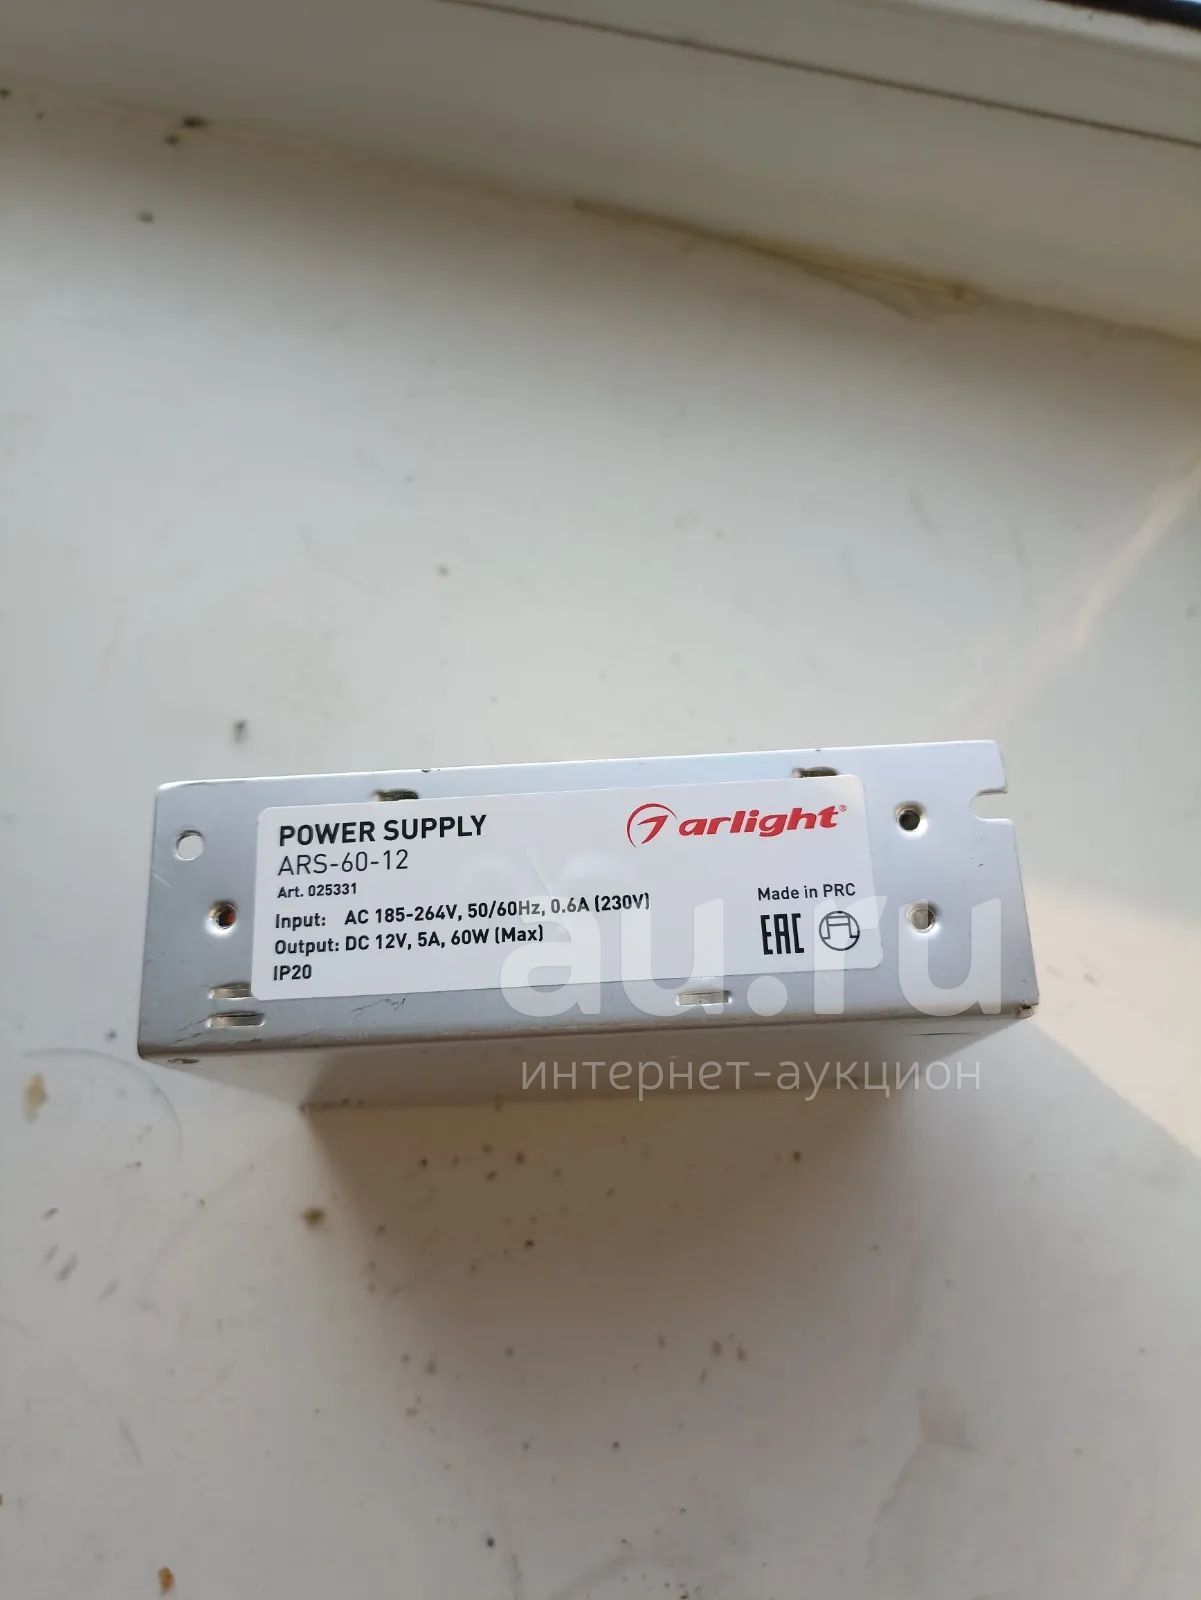 POWER SUPPLY
ARS-60-12
Art. 025331
Input: AC 185-264V, 50/60Hz, 0.6A (230V)
Output: DC 12V, 5A, 60W (Max)
IP20
arlight®
Made in PRC
EAC
au.ru
интернет-аукцион